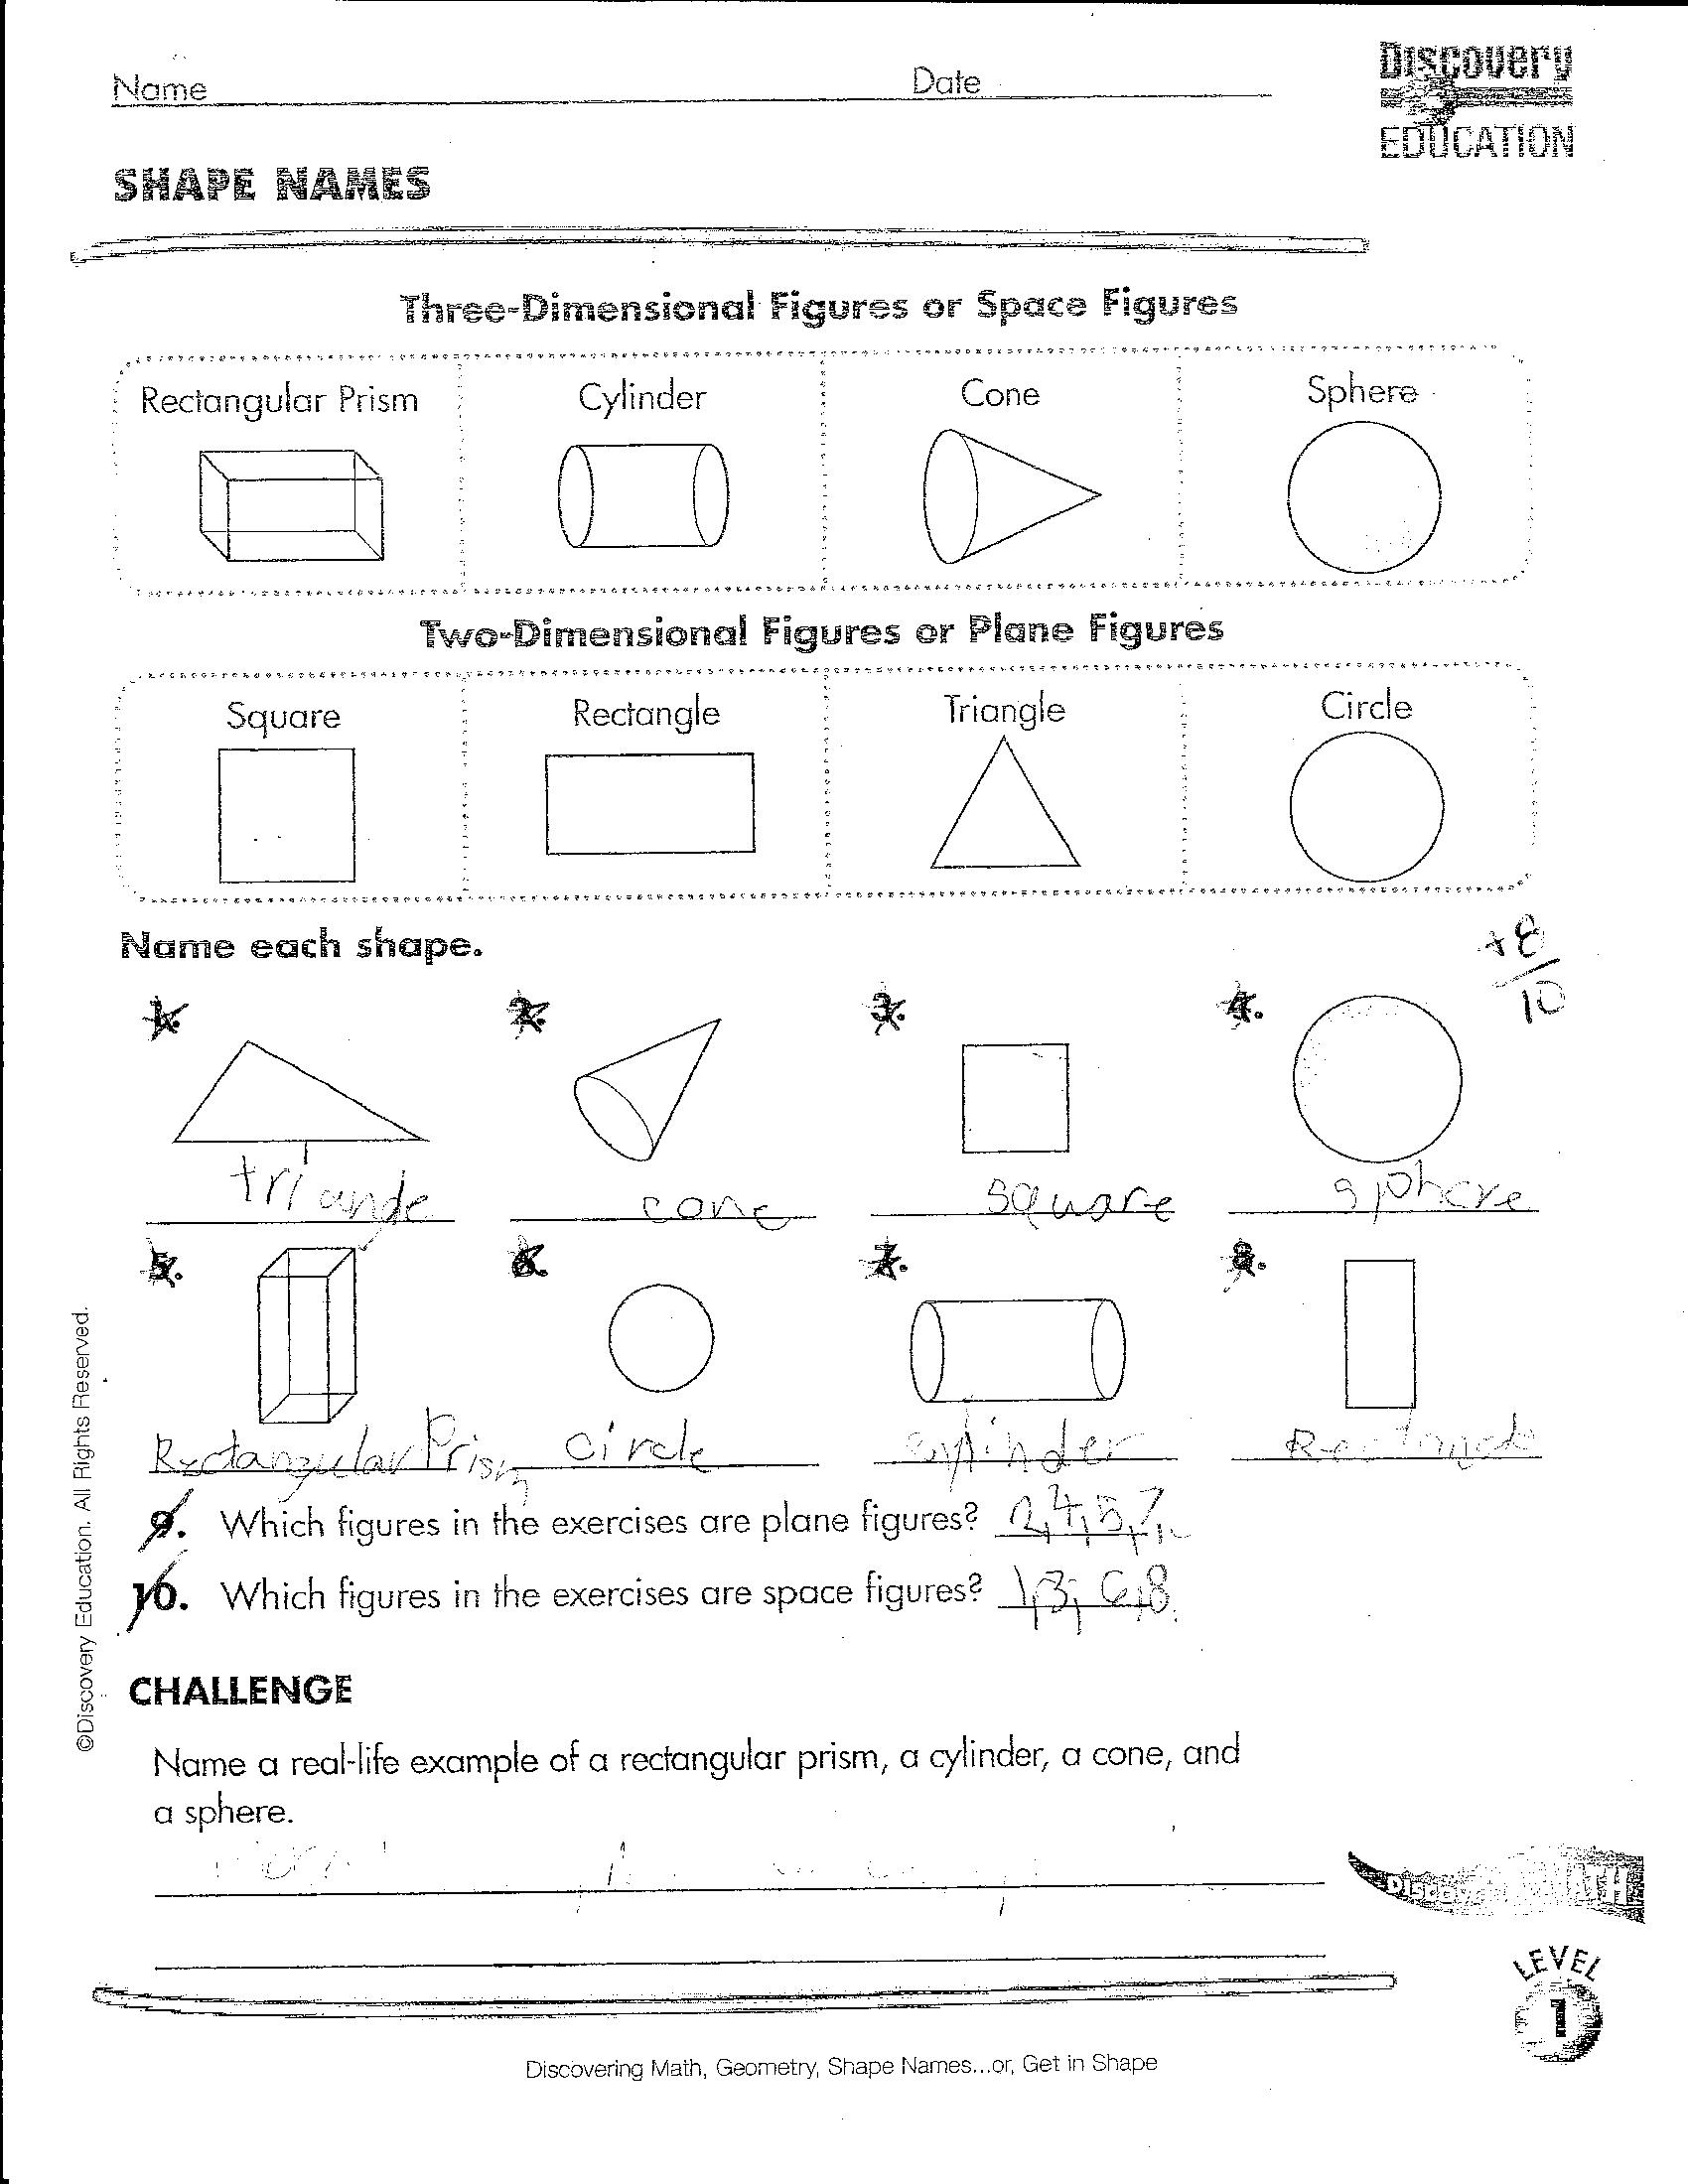 Name Date
Discovery
EDUCATION
SHAPE NAMES
Three-Dimensional Figures or Space Figures
Rectangular Prism Cylinder Cone Sphere
Two-Dimensional Figures or Plane Figures
Square Rectangle Triangle Circle
Name each shape.
+8
10
1. 2. 3. 4.
triande cone square sphere
5. 6. 7. 8.
Rectangular Prism circle
9. Which figures in the exercises are plane figures? 2,4,5,7,
10. Which figures in the exercises are space figures? 1,3,6,8
CHALLENGE
Name a real-life example of a rectangular prism, a cylinder, a cone, and
a sphere.
DISCOVERING MATH
LEVEL
1
Discovering Math, Geometry, Shape Names...or, Get in Shape
©Discovery Education. All Rights Reserved.